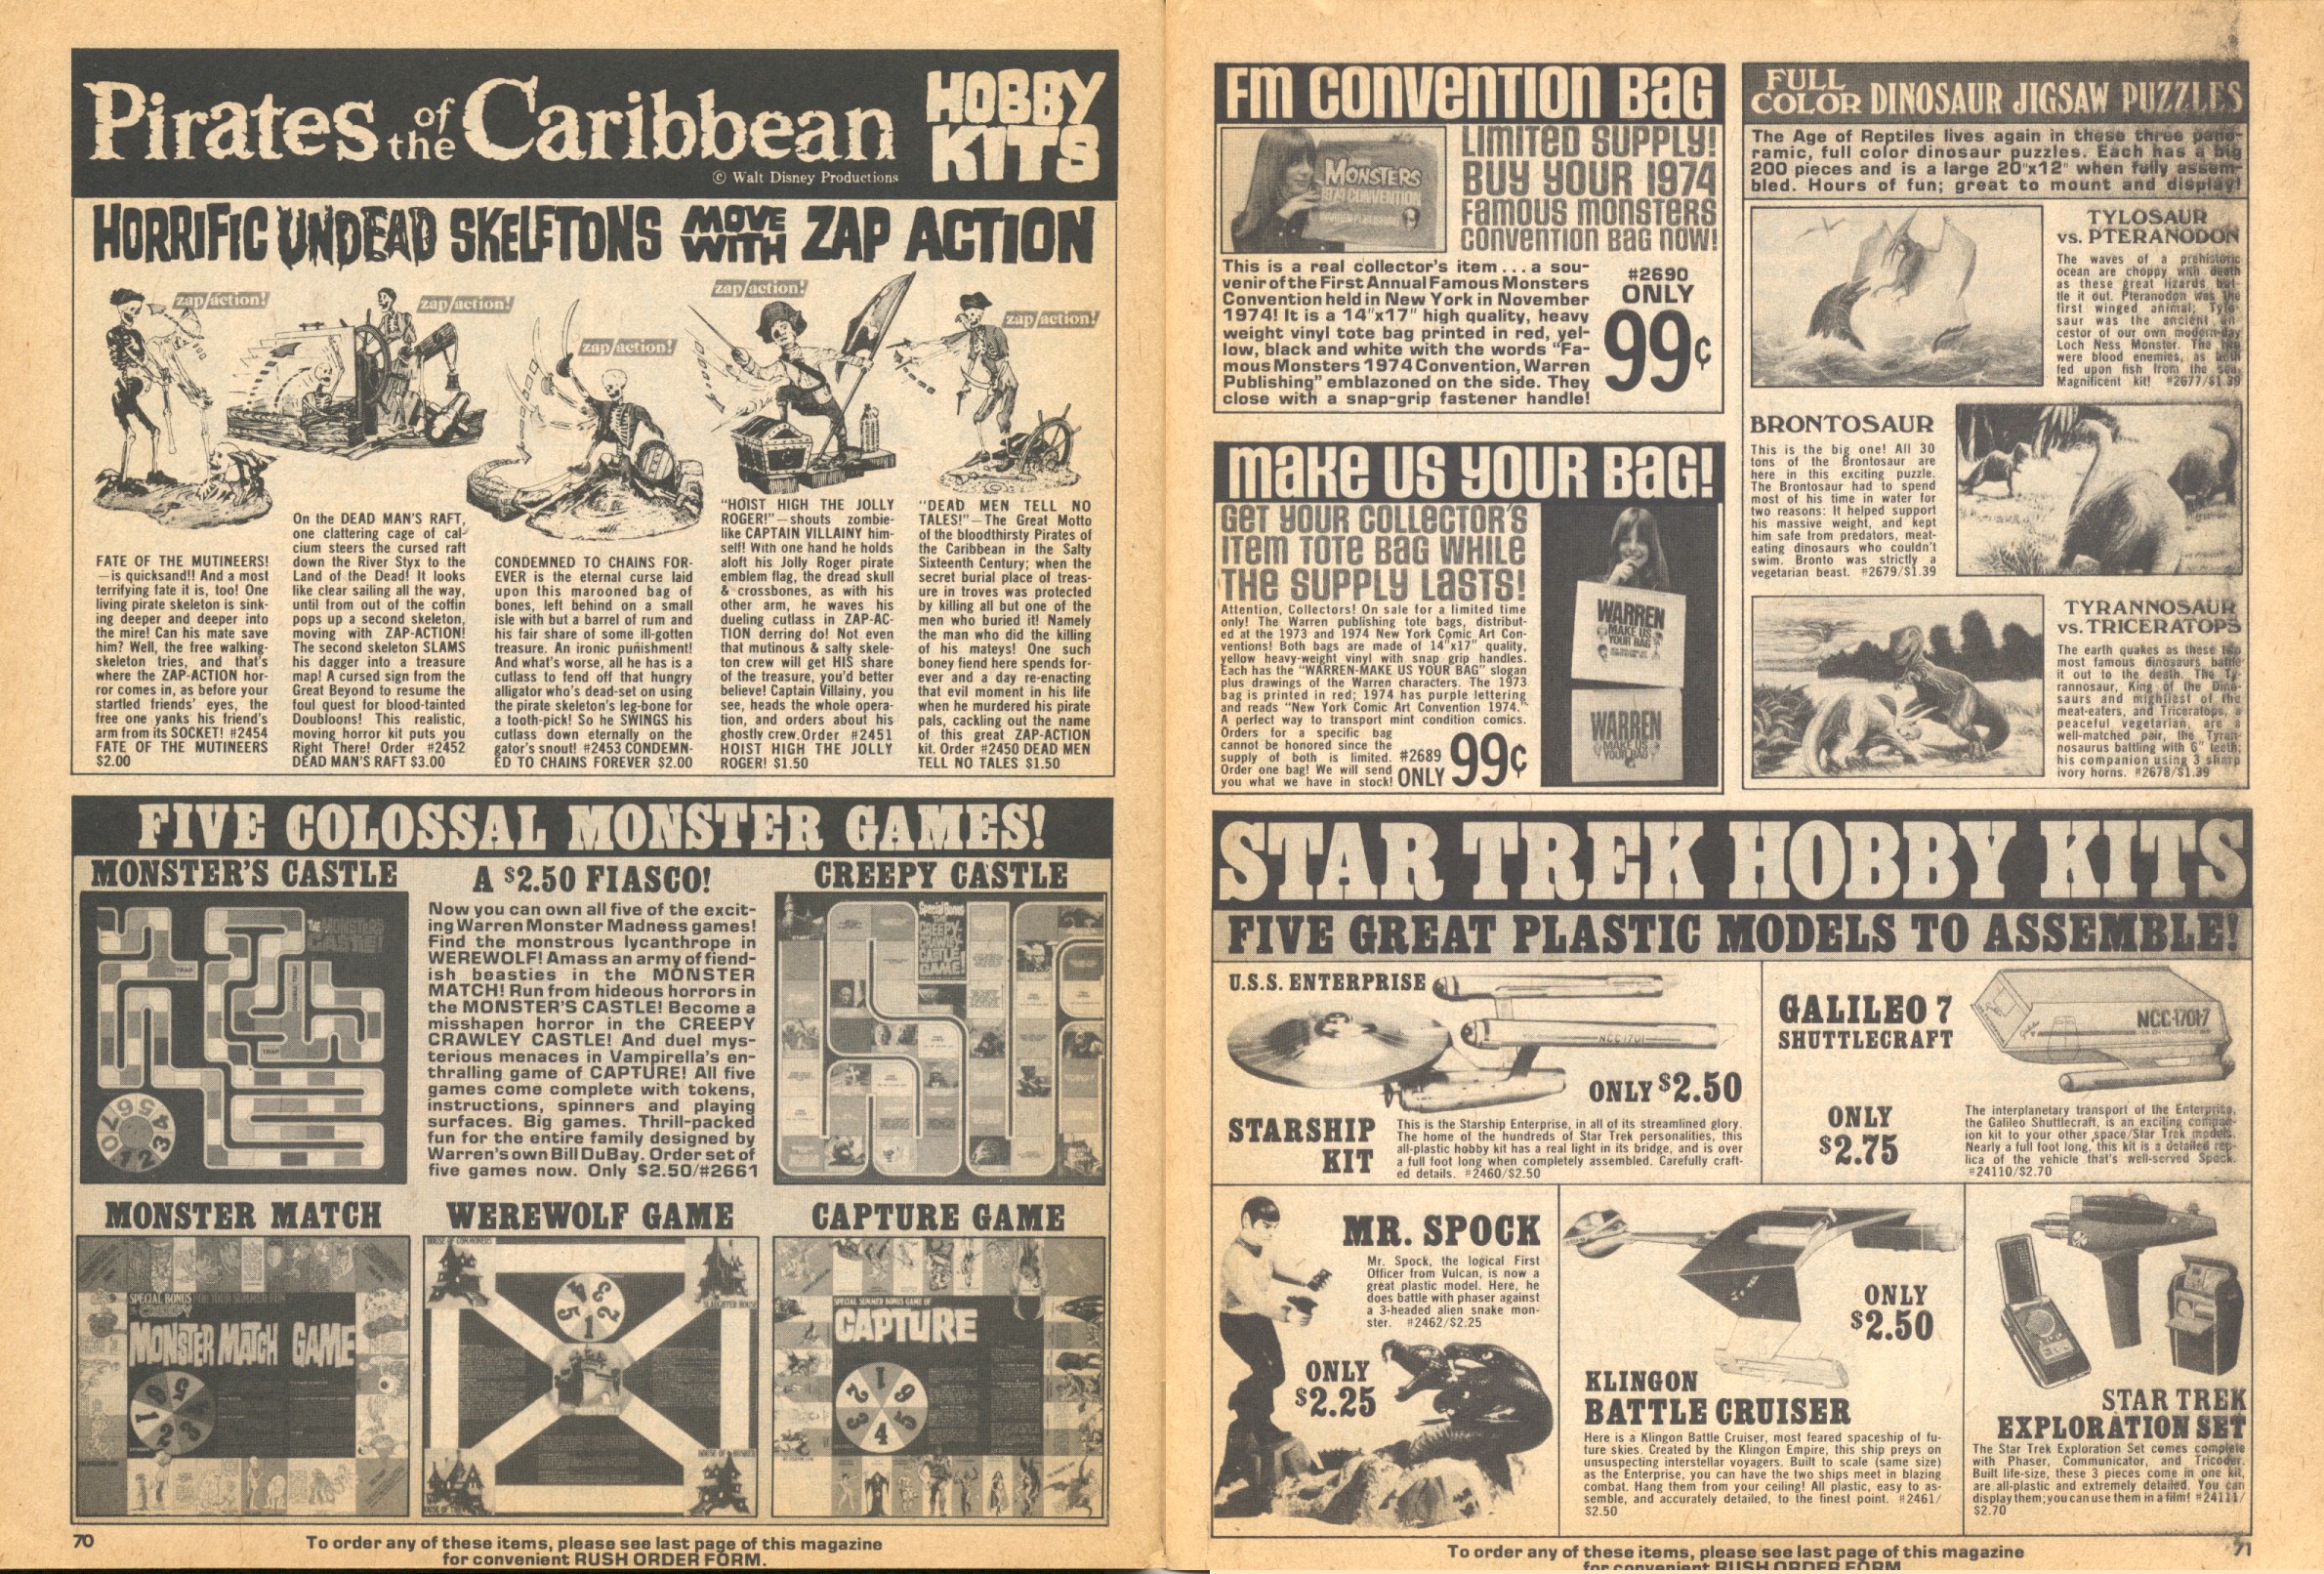 Pirates of the Caribbean
HOBBY
KITS
© Walt Disney Productions
HORRIFIC UNDEAD SKELETONS MOVE WITH ZAP ACTION
zap/action!
zap/action!
zap/action!
zap/action!
zap/action!
FATE OF THE MUTINEERS!
—is quicksand!! And a most
terrifying fate it is, too! One
living pirate skeleton is sink-
ing deeper and deeper into
the mire! Can his mate save
him? Well, the free walking-
skeleton tries, and that's
where the ZAP-ACTION hor-
ror comes in, as before your
startled friends' eyes, the
free one yanks his friend's
arm from its SOCKET! #2454
FATE OF THE MUTINEERS
$2.00
On the DEAD MAN'S RAFT,
one clattering cage of cal-
cium steers the cursed raft
down the River Styx to the
Land of the Dead! It looks
like clear sailing all the way,
until from out of the coffin
pops up a second skeleton,
moving with ZAP-ACTION!
The second skeleton SLAMS
his dagger into a treasure
map! A cursed sign from the
Great Beyond to resume the
foul quest for blood-tainted
Doubloons! This realistic,
moving horror kit puts you
Right There! Order #2452
DEAD MAN'S RAFT $3.00
CONDEMNED TO CHAINS FOR-
EVER is the eternal curse laid
upon this marooned bag of
bones, left behind on a small
isle with but a barrel of rum and
his fair share of some ill-gotten
treasure. An ironic punishment!
And what's worse, all he has is a
cutlass to fend off that hungry
alligator who's dead-set on using
the pirate skeleton's leg-bone for
a tooth-pick! So he SWINGS his
cutlass down eternally on the
gator's snout! #2453 CONDEMN-
ED TO CHAINS FOREVER $2.00
"HOIST HIGH THE JOLLY
ROGER!"—shouts zombie-
like CAPTAIN VILLAINY him-
self! With one hand he holds
aloft his Jolly Roger pirate
emblem flag, the dread skull
& crossbones, as with his
other arm, he waves his
dueling cutlass in ZAP-AC-
TION derring do! Not even
that mutinous & salty skele-
ton crew will get HIS share
of the treasure, you'd better
believe! Captain Villainy, you
see, heads the whole opera-
tion, and orders about his
ghostly crew. Order #2451
HOIST HIGH THE JOLLY
ROGER! $1.50
"DEAD MEN TELL NO
TALES!"—The Great Motto
of the bloodthirsty Pirates of
the Caribbean in the Salty
Sixteenth Century; when the
secret burial place of treas-
ure in troves was protected
by killing all but one of the
men who buried it! Namely
the man who did the killing
of his mateys! One such
boney fiend here spends for-
ever and a day re-enacting
that evil moment in his life
when he murdered his pirate
pals, cackling out the name
of this great ZAP-ACTION
kit. Order #2450 DEAD MEN
TELL NO TALES $1.50
FIVE COLOSSAL MONSTER GAMES!
MONSTER'S CASTLE
THE MONSTERS
CASTLE!
TRAP
TRAP
A $2.50 FIASCO!
Now you can own all five of the excit-
ing Warren Monster Madness games!
Find the monstrous lycanthrope in
WEREWOLF! Amass an army of fiend-
ish beasties in the MONSTER
MATCH! Run from hideous horrors in
the MONSTER'S CASTLE! Become a
misshapen horror in the CREEPY
CRAWLEY CASTLE! And duel mys-
terious menaces in Vampirella's en-
thralling game of CAPTURE! All five
games come complete with tokens,
instructions, spinners and playing
surfaces. Big games. Thrill-packed
fun for the entire family designed by
Warren's own Bill DuBay. Order set of
five games now. Only $2.50/#2661
CREEPY CASTLE
Special Bonus
THE
CREEPY-
CRAWLEY
CASTLE
GAME!
MONSTER MATCH
SPECIAL BONUS FOR YOUR SUMMER FUN
CREEPY
MONSTER MATCH GAME
WEREWOLF GAME
HOUSE OF
SLAUGHTER HOUSE
HOUSE OF
CAPTURE GAME
SPECIAL SUMMER BONUS GAME OF
CAPTURE
70
To order any of these items, please see last page of this magazine
for convenient RUSH ORDER FORM.
FM CONVENTION BAG
MONSTERS
1974 CONVENTION
WARREN PUBLISHING
LIMITED SUPPLY!
BUY YOUR 1974
FAMOUS MONSTERS
CONVENTION BAG NOW!
This is a real collector's item . . . a sou-
venir of the First Annual Famous Monsters
Convention held in New York in November
1974! It is a 14"x17" high quality, heavy
weight vinyl tote bag printed in red, yel-
low, black and white with the words "Fa-
mous Monsters 1974 Convention, Warren
Publishing" emblazoned on the side. They
close with a snap-grip fastener handle!
#2690
ONLY
99¢
MAKE US YOUR BAG!
GET YOUR COLLECTOR'S
ITEM TOTE BAG WHILE
THE SUPPLY LASTS!
Attention, Collectors! On sale for a limited time
only! The Warren publishing tote bags, distribut-
ed at the 1973 and 1974 New York Comic Art Con-
ventions! Both bags are made of 14"x17" quality,
yellow heavy-weight vinyl with snap grip handles.
Each has the "WARREN-MAKE US YOUR BAG" slogan
plus drawings of the Warren characters. The 1973
bag is printed in red; 1974 has purple lettering
and reads "New York Comic Art Convention 1974."
A perfect way to transport mint condition comics.
Orders for a specific bag
cannot be honored since the
supply of both is limited.
Order one bag! We will send
you what we have in stock!
#2689
ONLY 99¢
WARREN
MAKE US
YOUR BAG!
WARREN
MAKE US
YOUR BAG!
FULL
COLOR DINOSAUR JIGSAW PUZZLES
The Age of Reptiles lives again in these three pano-
ramic, full color dinosaur puzzles. Each has a big
200 pieces and is a large 20"x12" when fully assem-
bled. Hours of fun; great to mount and display!
TYLOSAUR
vs. PTERANODON
The waves of a prehistoric
ocean are choppy with death
as these great lizards bat-
tle it out. Pteranodon was the
first winged animal; Tylo-
saur was the ancient an-
cestor of our own modern-day
Loch Ness Monster. The two
were blood enemies, as both
fed upon fish from the sea.
Magnificent kit! #2677/$1.39
BRONTOSAUR
This is the big one! All 30
tons of the Brontosaur are
here in this exciting puzzle.
The Brontosaur had to spend
most of his time in water for
two reasons: It helped support
his massive weight, and kept
him safe from predators, meat-
eating dinosaurs who couldn't
swim. Bronto was strictly a
vegetarian beast. #2679/$1.39
TYRANNOSAUR
vs. TRICERATOPS
The earth quakes as these two
most famous dinosaurs battle
it out to the death. The Ty-
rannosaur, King of the Dino-
saurs and mightiest of the
meat-eaters, and Triceratops, a
peaceful vegetarian, are a
well-matched pair, the Tyran-
nosaurus battling with 6" teeth;
his companion using 3 sharp
ivory horns. #2678/$1.39
STAR TREK HOBBY KITS
FIVE GREAT PLASTIC MODELS TO ASSEMBLE!
U.S.S. ENTERPRISE
NCC-1701
ONLY $2.50
STARSHIP
KIT
This is the Starship Enterprise, in all of its streamlined glory.
The home of the hundreds of Star Trek personalities, this
all-plastic hobby kit has a real light in its bridge, and is over
a full foot long when completely assembled. Carefully craft-
ed details. #2460/$2.50
GALILEO 7
SHUTTLECRAFT
NCC-1701/7
ONLY
$2.75
The interplanetary transport of the Enterprise,
the Galileo Shuttlecraft, is an exciting compan-
ion kit to your other space/Star Trek models.
Nearly a full foot long, this kit is a detailed rep-
lica of the vehicle that's well-served Spock.
#24110/$2.70
MR. SPOCK
Mr. Spock, the logical First
Officer from Vulcan, is now a
great plastic model. Here, he
does battle with phaser against
a 3-headed alien snake mon-
ster. #2462/$2.25
ONLY
$2.25
ONLY
$2.50
KLINGON
BATTLE CRUISER
Here is a Klingon Battle Cruiser, most feared spaceship of fu-
ture skies. Created by the Klingon Empire, this ship preys on
unsuspecting interstellar voyagers. Built to scale (same size)
as the Enterprise, you can have the two ships meet in blazing
combat. Hang them from your ceiling! All plastic, easy to as-
semble, and accurately detailed, to the finest point. #2461/
$2.50
STAR TREK
EXPLORATION SET
The Star Trek Exploration Set comes complete
with Phaser, Communicator, and Tricoder.
Built life-size, these 3 pieces come in one kit,
are all-plastic and extremely detailed. You can
display them; you can use them in a film! #24111/
$2.70
To order any of these items, please see last page of this magazine
for convenient RUSH ORDER FORM.
71